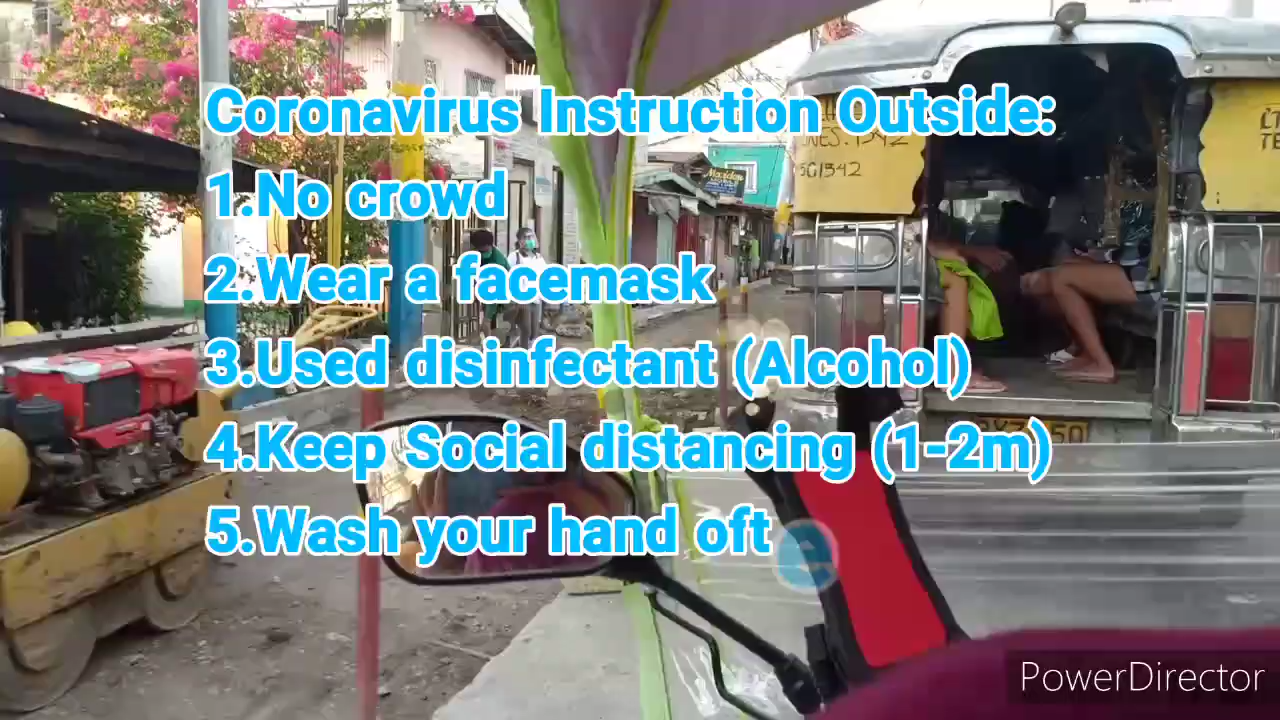 Coronavirus Instruction Outside:
1.No crowd
2.Wear a facemask
3.Used disinfectant (Alcohol)
4.Keep Social distancing (1-2m)
5.Wash your hand oft
PowerDirector